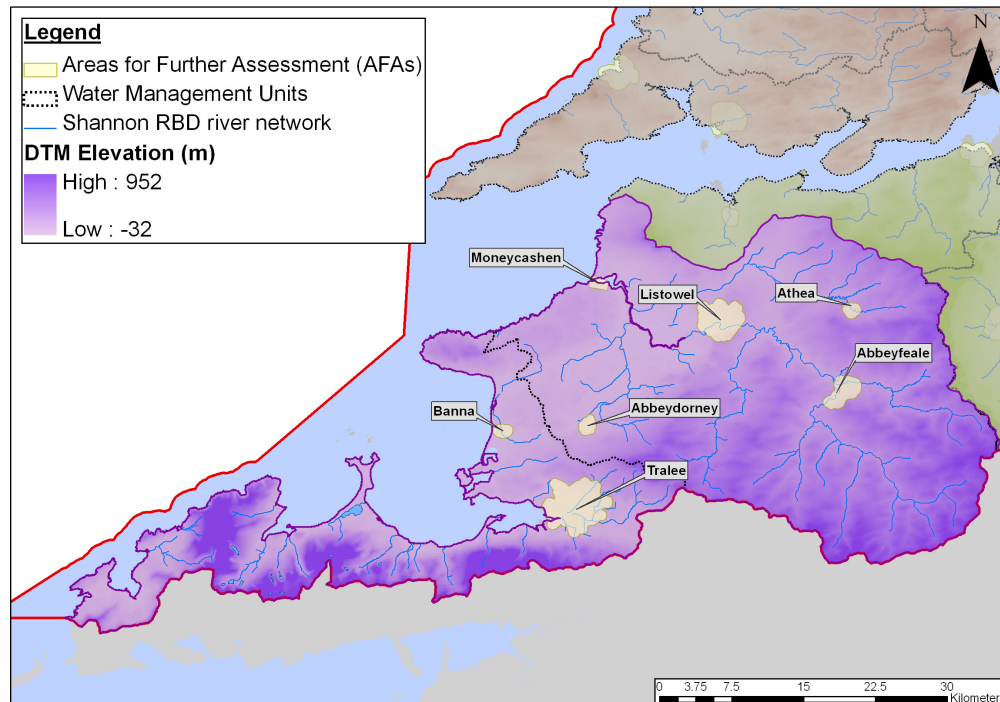 Legend
Areas for Further Assessment (AFAs)
Water Management Units
Shannon RBD river network
DTM Elevation (m)
High : 952
Low : -32
N
Moneycashen
Listowel
Athea
Abbeyfeale
Banna
Abbeydorney
Tralee
0 3.75 7.5 15 22.5 30
Kilometer